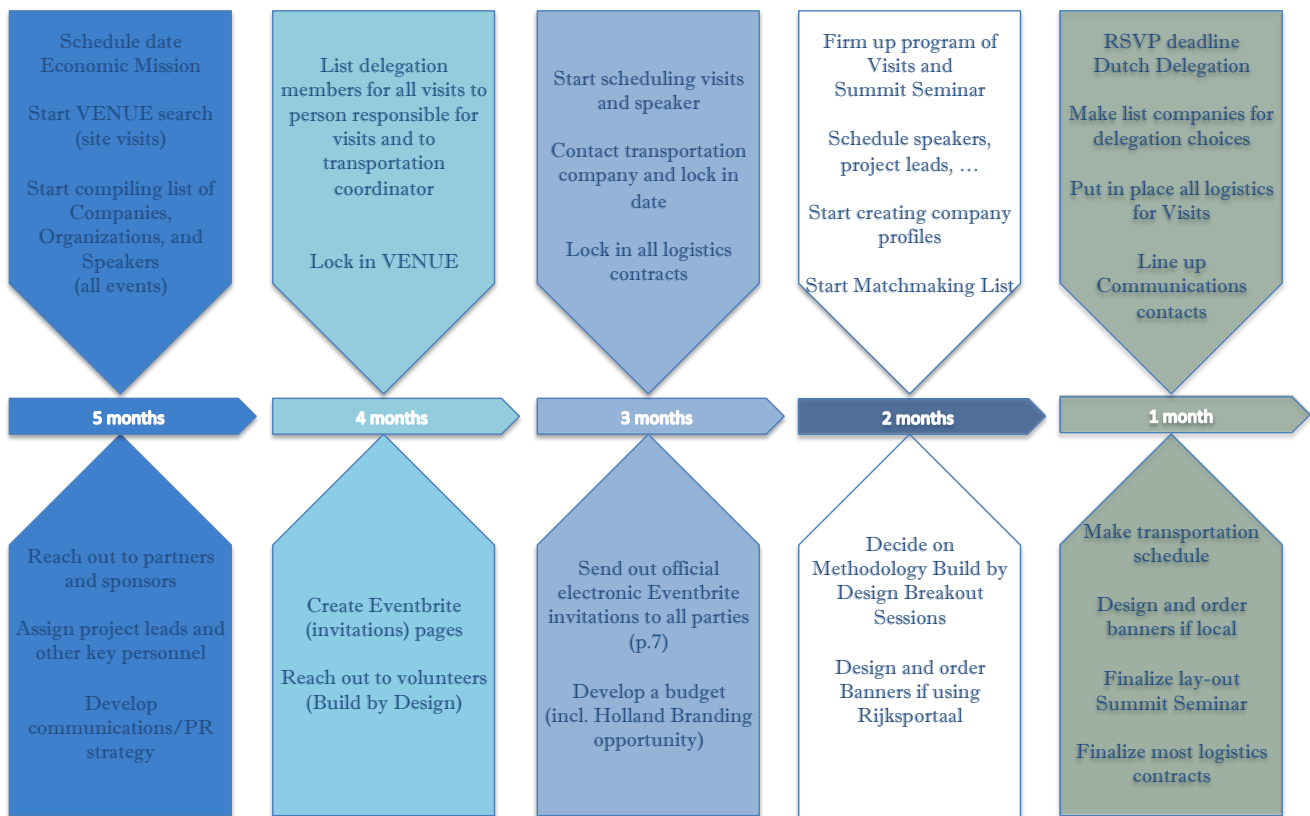 Schedule date
Economic Mission
Start VENUE search
(site visits)
Start compiling list of
Companies,
Organizations, and
Speakers
(all events)
List delegation
members for all visits to
person responsible for
visits and to
transportation
coordinator
Lock in VENUE
Start scheduling visits
and speaker
Contact transportation
company and lock in
date
Lock in all logistics
contracts
Firm up program of
Visits and
Summit Seminar
Schedule speakers,
project leads, …
Start creating company
profiles
Start Matchmaking List
RSVP deadline
Dutch Delegation
Make list companies for
delegation choices
Put in place all logistics
for Visits
Line up
Communications
contacts
5 months
4 months
3 months
2 months
1 month
Reach out to partners
and sponsors
Assign project leads and
other key personnel
Develop
communications/PR
strategy
Create Eventbrite
(invitations) pages
Reach out to volunteers
(Build by Design)
Send out official
electronic Eventbrite
invitations to all parties
(p.7)
Develop a budget
(incl. Holland Branding
opportunity)
Decide on
Methodology Build by
Design Breakout
Sessions
Design and order
Banners if using
Rijksportaal
Make transportation
schedule
Design and order
banners if local
Finalize lay-out
Summit Seminar
Finalize most logistics
contracts